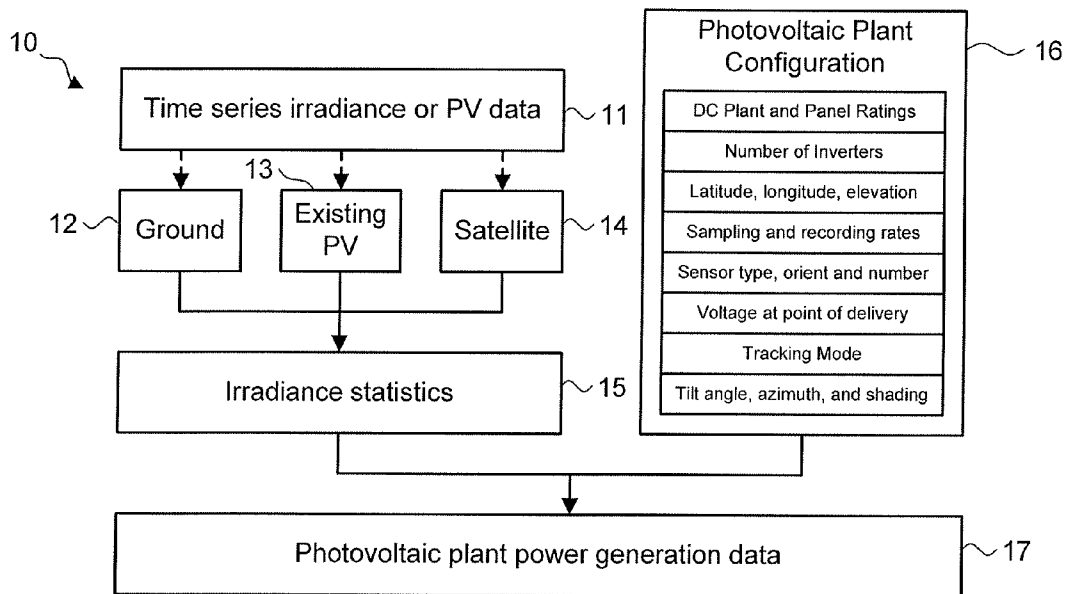 10
Time series irradiance or PV data
11
12
Ground
13
Existing
PV
Satellite
14
Irradiance statistics
15
Photovoltaic Plant
Configuration
16
DC Plant and Panel Ratings
Number of Inverters
Latitude, longitude, elevation
Sampling and recording rates
Sensor type, orient and number
Voltage at point of delivery
Tracking Mode
Tilt angle, azimuth, and shading
Photovoltaic plant power generation data
17